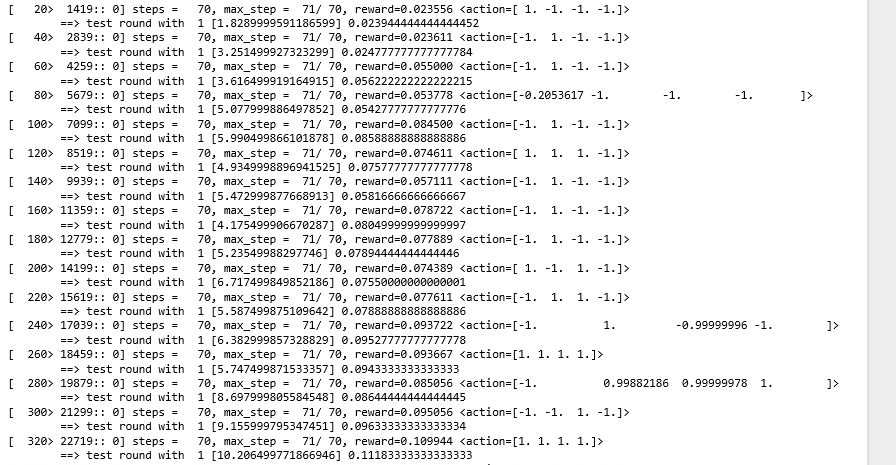 [   20>  1419:: 0] steps =   70, max_step =  71/ 70, reward=0.023556 <action=[ 1. -1. -1. -1.]>
==> test round with  1 [1.8289999591186599] 0.023944444444444452
[   40>  2839:: 0] steps =   70, max_step =  71/ 70, reward=0.023611 <action=[-1.  1.  1. -1.]>
==> test round with  1 [3.251499927323299] 0.024777777777777784
[   60>  4259:: 0] steps =   70, max_step =  71/ 70, reward=0.055000 <action=[-1.  1. -1. -1.]>
==> test round with  1 [3.616499919164915] 0.056222222222222215
[   80>  5679:: 0] steps =   70, max_step =  71/ 70, reward=0.053778 <action=[-0.2053617 -1.        -1.        -1.       ]>
==> test round with  1 [5.077999886497852] 0.05427777777777776
[  100>  7099:: 0] steps =   70, max_step =  71/ 70, reward=0.084500 <action=[-1.  1. -1. -1.]>
==> test round with  1 [5.990499866101878] 0.08588888888888886
[  120>  8519:: 0] steps =   70, max_step =  71/ 70, reward=0.074611 <action=[ 1.  1.  1. -1.]>
==> test round with  1 [4.9349998896941525] 0.07577777777777778
[  140>  9939:: 0] steps =   70, max_step =  71/ 70, reward=0.057111 <action=[-1.  1. -1. -1.]>
==> test round with  1 [5.472999877668913] 0.05816666666666667
[  160> 11359:: 0] steps =   70, max_step =  71/ 70, reward=0.078722 <action=[-1.  1. -1. -1.]>
==> test round with  1 [4.175499906670287] 0.08049999999999997
[  180> 12779:: 0] steps =   70, max_step =  71/ 70, reward=0.077889 <action=[-1.  1. -1. -1.]>
==> test round with  1 [5.23549988297746] 0.07894444444444446
[  200> 14199:: 0] steps =   70, max_step =  71/ 70, reward=0.074389 <action=[ 1. -1.  1. -1.]>
==> test round with  1 [6.717499849852186] 0.07550000000000001
[  220> 15619:: 0] steps =   70, max_step =  71/ 70, reward=0.077611 <action=[-1.  1.  1. -1.]>
==> test round with  1 [5.587499875109642] 0.07888888888888886
[  240> 17039:: 0] steps =   70, max_step =  71/ 70, reward=0.093722 <action=[-1.          1.         -0.99999996 -1.        ]>
==> test round with  1 [6.382999857328829] 0.09527777777777778
[  260> 18459:: 0] steps =   70, max_step =  71/ 70, reward=0.093667 <action=[1. 1. 1. 1.]>
==> test round with  1 [5.747499871533357] 0.0943333333333333
[  280> 19879:: 0] steps =   70, max_step =  71/ 70, reward=0.085056 <action=[-1.          0.99882186  0.99999978  1.        ]>
==> test round with  1 [8.697999805584548] 0.08644444444444445
[  300> 21299:: 0] steps =   70, max_step =  71/ 70, reward=0.095056 <action=[-1. -1.  1. -1.]>
==> test round with  1 [9.155999795347451] 0.09633333333333334
[  320> 22719:: 0] steps =   70, max_step =  71/ 70, reward=0.109944 <action=[1. 1. 1. 1.]>
==> test round with  1 [10.206499771866946] 0.11183333333333333